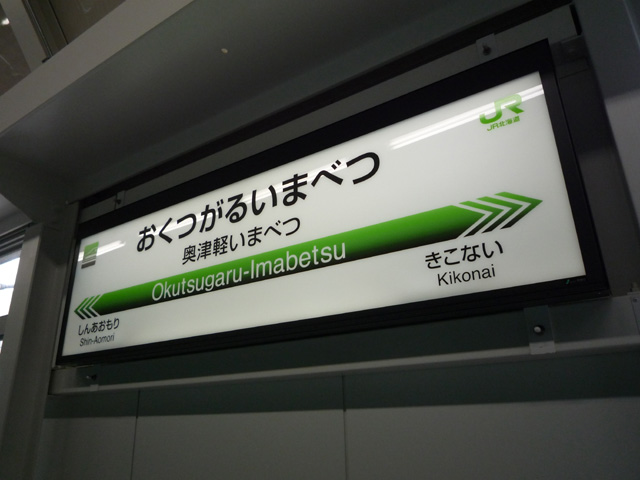 JR
JR北海道
おくつがるいまべつ
奥津軽いまべつ
Okutsugaru-Imabetsu
しんあおもり
Shin-Aomori
きこない
Kikonai